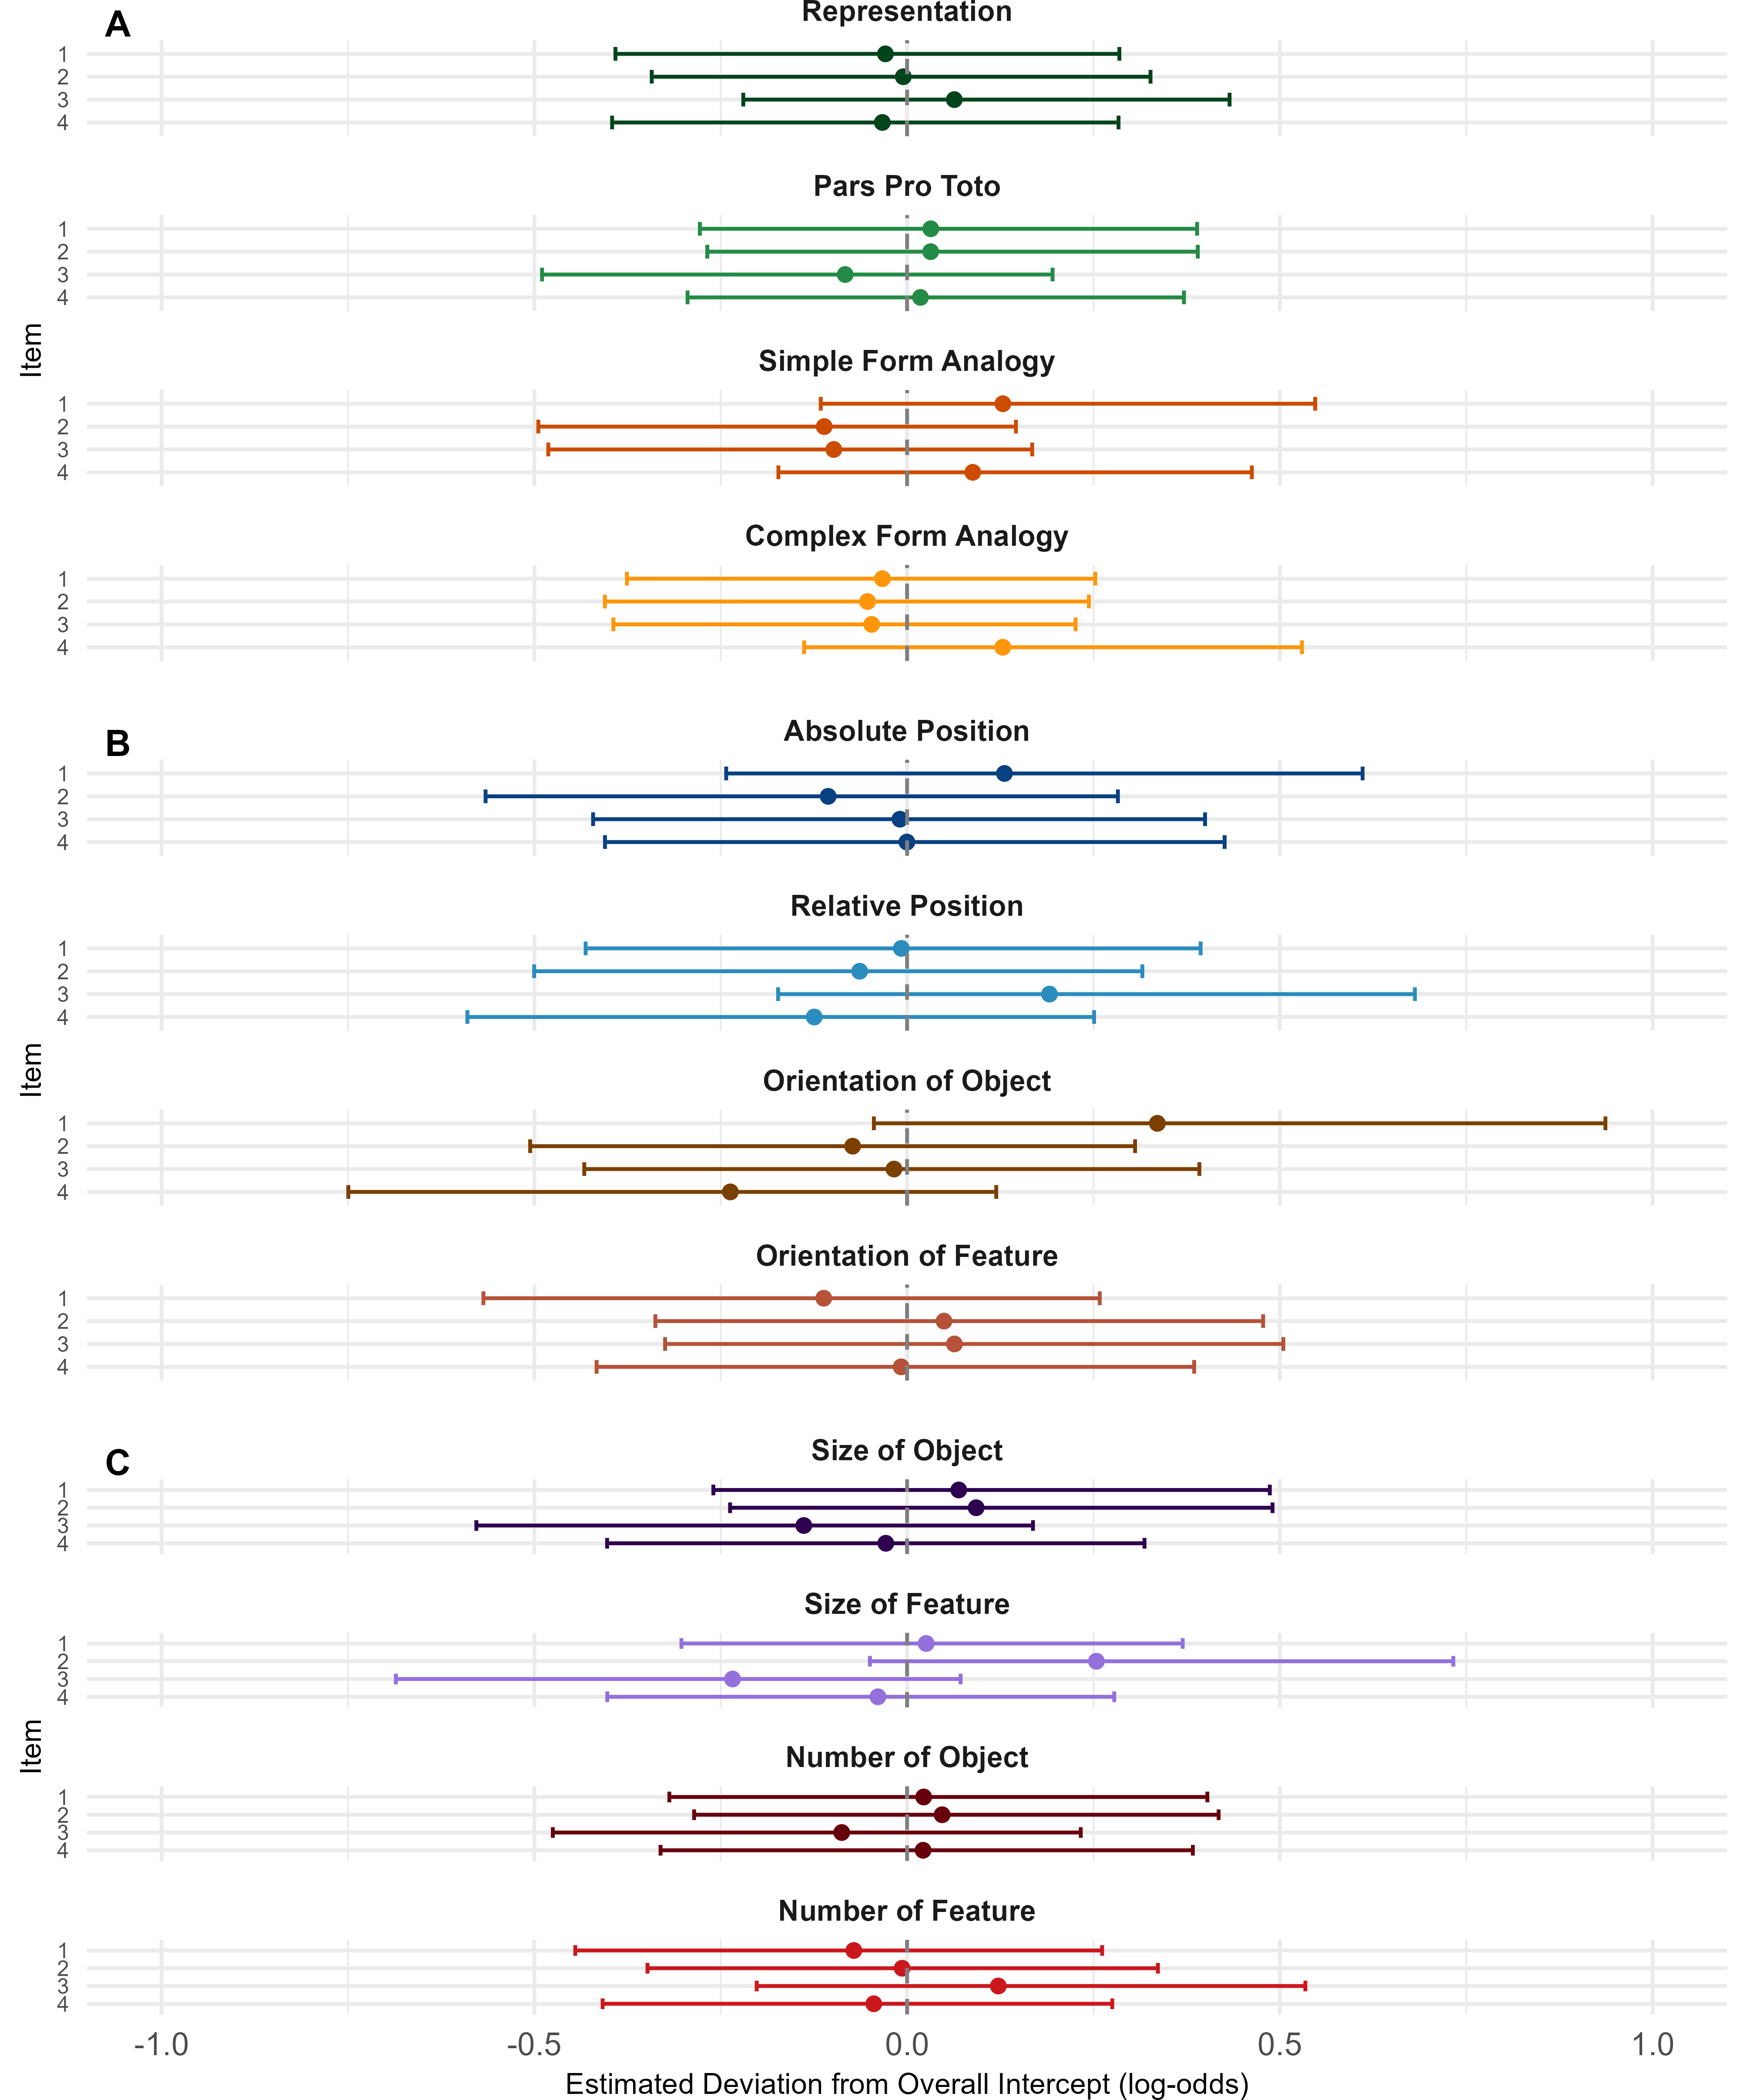 A
Representation
1
2
3
4
Pars Pro Toto
1
2
3
4
Item
Simple Form Analogy
1
2
3
4
Complex Form Analogy
1
2
3
4
B
Absolute Position
1
2
3
4
Relative Position
1
2
3
4
Item
Orientation of Object
1
2
3
4
Orientation of Feature
1
2
3
4
C
Size of Object
1
2
3
4
Size of Feature
1
2
3
4
Item
Number of Object
1
2
3
4
Number of Feature
1
2
3
4
-1.0 -0.5 0.0 0.5 1.0
Estimated Deviation from Overall Intercept (log-odds)